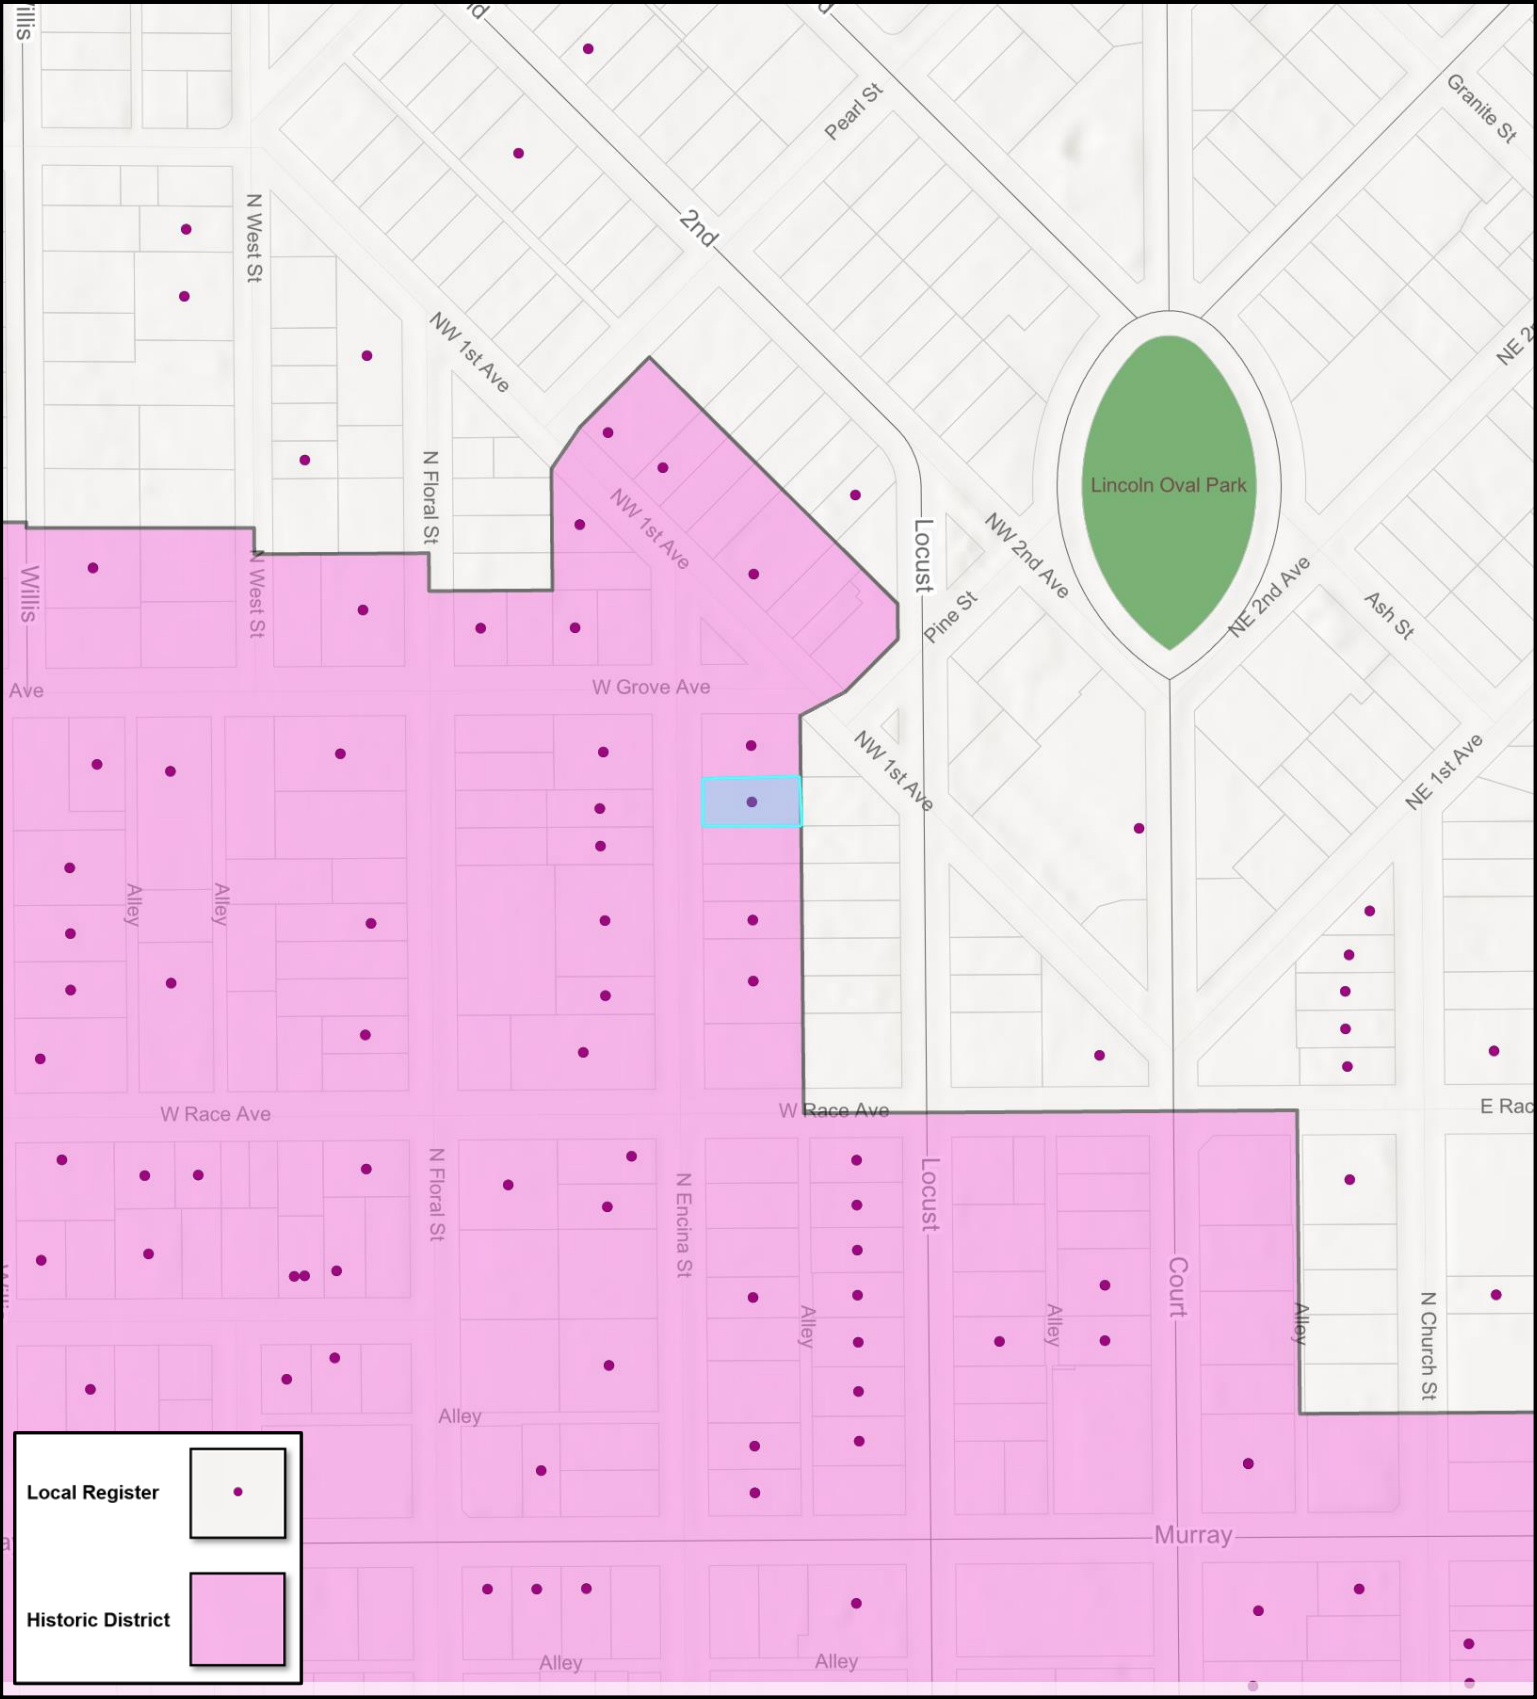 illis
nd
Pearl St
Granite St
N West St
2nd
NW 1st Ave
NE 2
N Floral St
Lincoln Oval Park
NW 1st Ave
Locust
NW 2nd Ave
N West St
Willis
Pine St
NE 2nd Ave
Ash St
Ave
W Grove Ave
NW 1st Ave
NE 1st Ave
Alley
Alley
W Race Ave
W Race Ave
E Rac
N Floral St
N Encina St
Locust
Court
Alley
Alley
Alley
N Church St
Alley
Local Register
Murray
Historic District
Alley
Alley